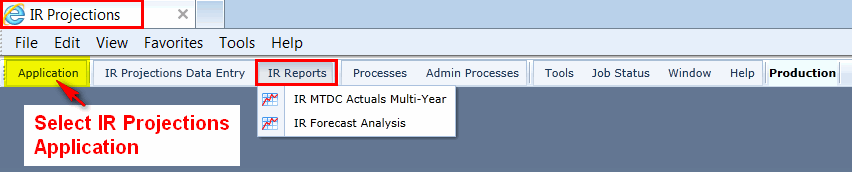 IR Projections
File Edit View Favorites Tools Help
Application IR Projections Data Entry IR Reports Processes Admin Processes Tools Job Status Window Help Production
IR MTDC Actuals Multi-Year
IR Forecast Analysis
Select IR Projections
Application